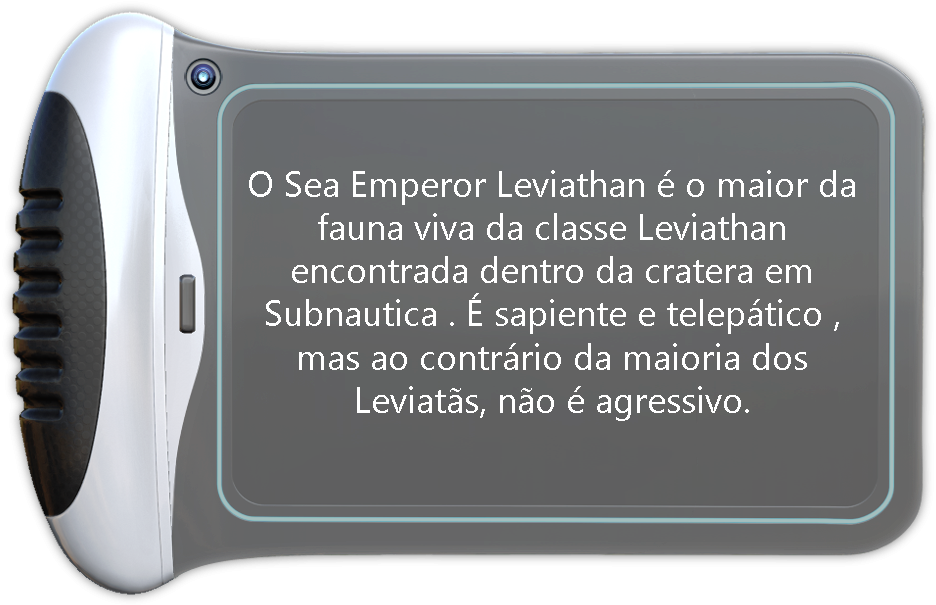 O Sea Emperor Leviathan é o maior da
fauna viva da classe Leviathan
encontrada dentro da cratera em
Subnautica . É sapiente e telepático ,
mas ao contrário da maioria dos
Leviatãs, não é agressivo.